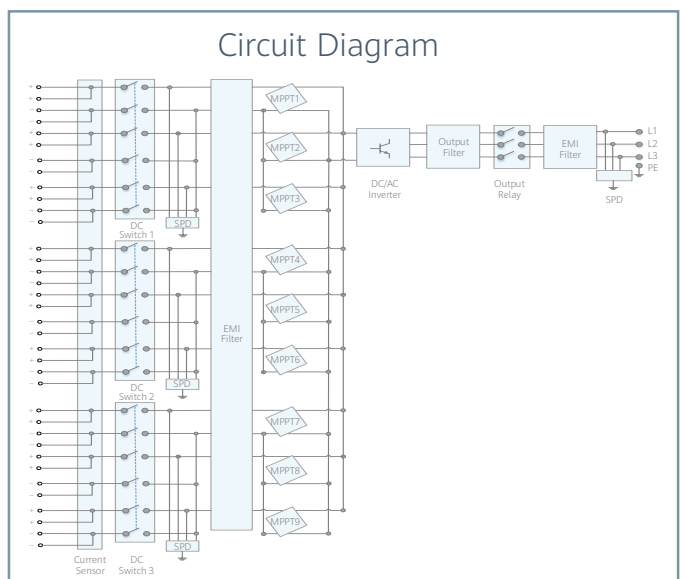 Circuit Diagram
MPPT1
MPPT2
MPPT3
DC
Switch 1
SPD
MPPT4
MPPT5
EMI
Filter
MPPT6
DC
Switch 2
SPD
MPPT7
MPPT8
MPPT9
SPD
Current
Sensor
DC
Switch 3
DC/AC
Inverter
Output
Filter
Output
Relay
EMI
Filter
L1
L2
L3
PE
SPD